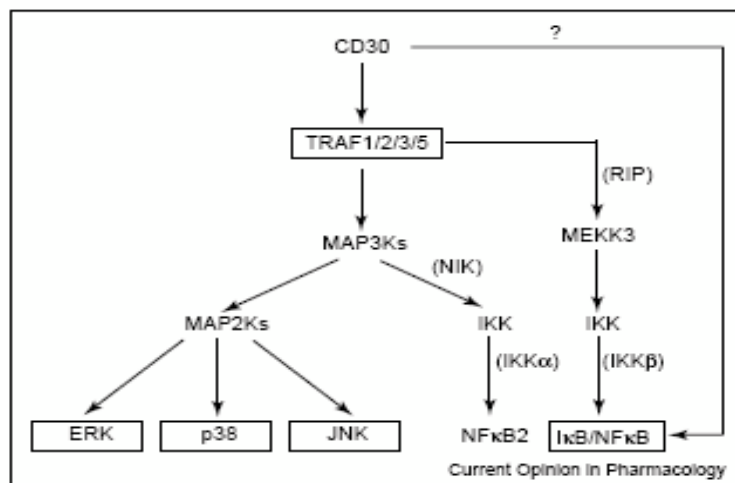 ?
CD30
TRAF1/2/3/5
(RIP)
MAP3Ks
MEKK3
(NIK)
MAP2Ks
IKK
IKK
(IKKα)
(IKKβ)
ERK
p38
JNK
NFκB2
IκB/NFκB
Current Opinion in Pharmacology